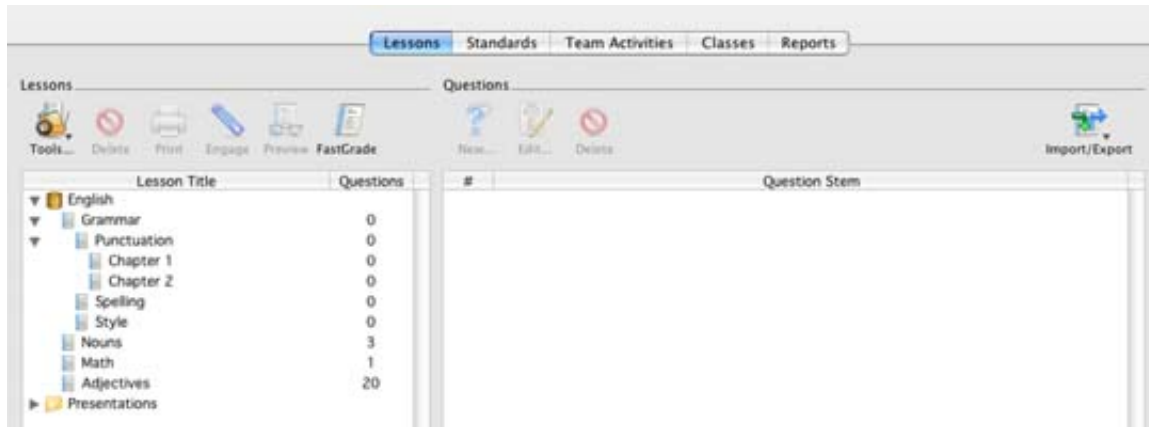 Lessons Standards Team Activities Classes Reports
Lessons
Questions
Tools... Delete Print Engage Preview FastGrade
New... Edit... Delete
Import/Export
Lesson Title Questions
# Question Stem
English
Grammar 0
Punctuation 0
Chapter 1 0
Chapter 2 0
Spelling 0
Style 0
Nouns 3
Math 1
Adjectives 20
Presentations